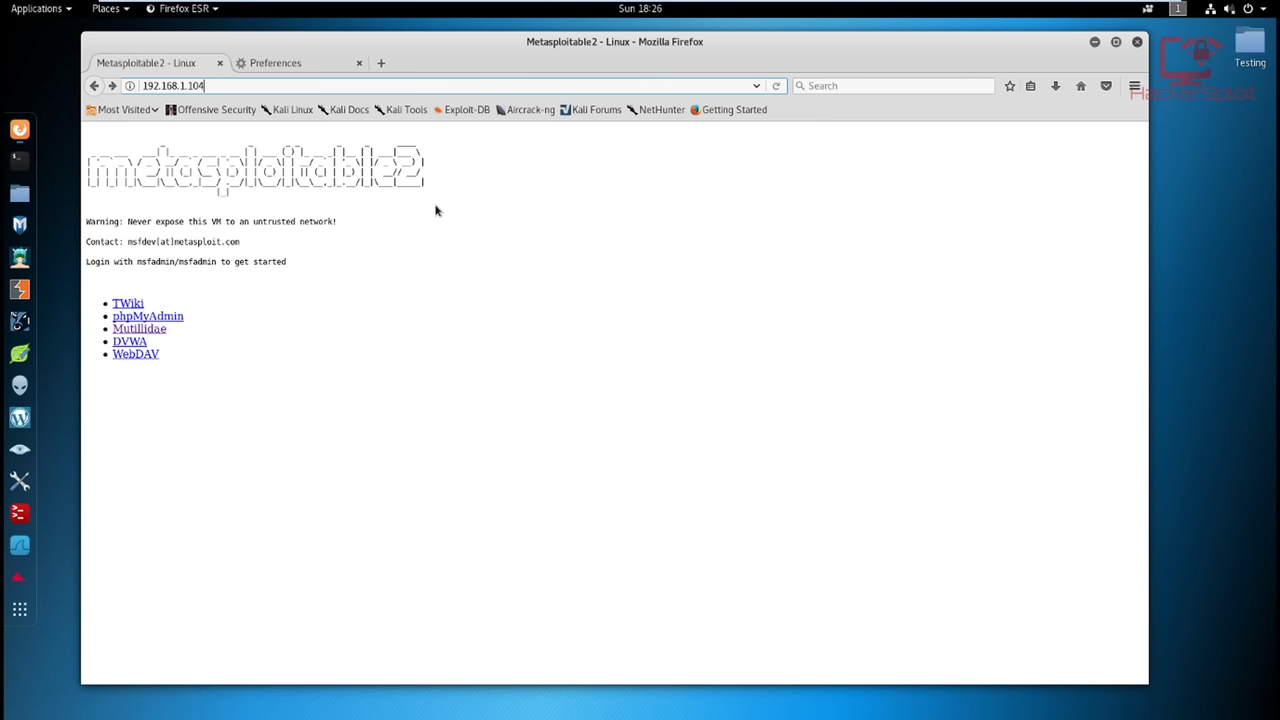 Applications Places Firefox ESR Sun 18:26 1
Metasploitable2 - Linux - Mozilla Firefox
Testing
Metasploitable2 - Linux × Preferences × +
192.168.1.104 Search
HackerSploit
Most Visited Offensive Security Kali Linux Kali Docs Kali Tools Exploit-DB Aircrack-ng Kali Forums NetHunter Getting Started
metasploitable2
Warning: Never expose this VM to an untrusted network!
Contact: msfdev[at]metasploit.com
Login with msfadmin/msfadmin to get started
TWiki
phpMyAdmin
Mutillidae
DVWA
WebDAV